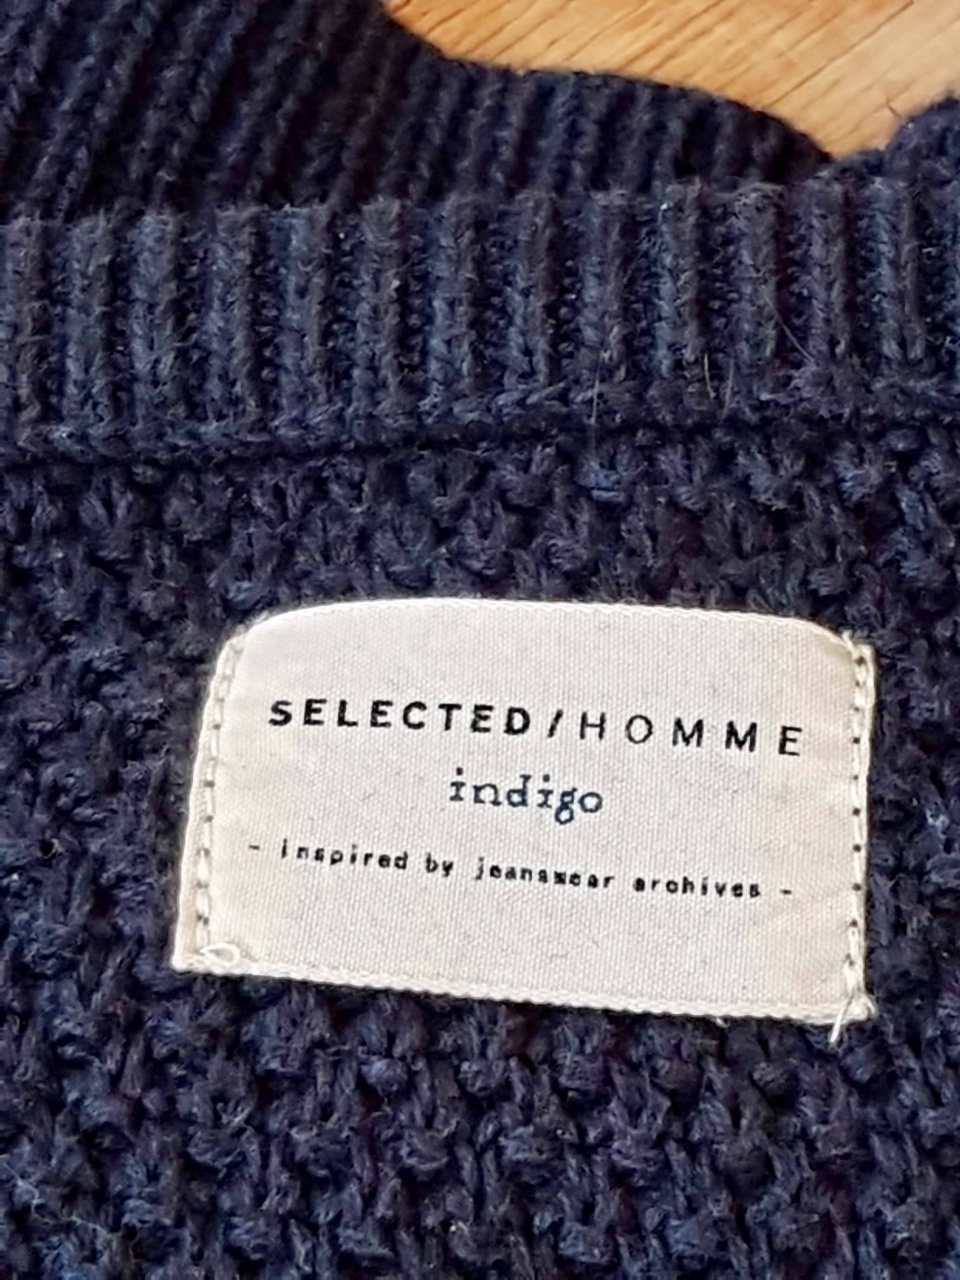 SELECTED/HOMME
indigo
- inspired by jeanswear archives -